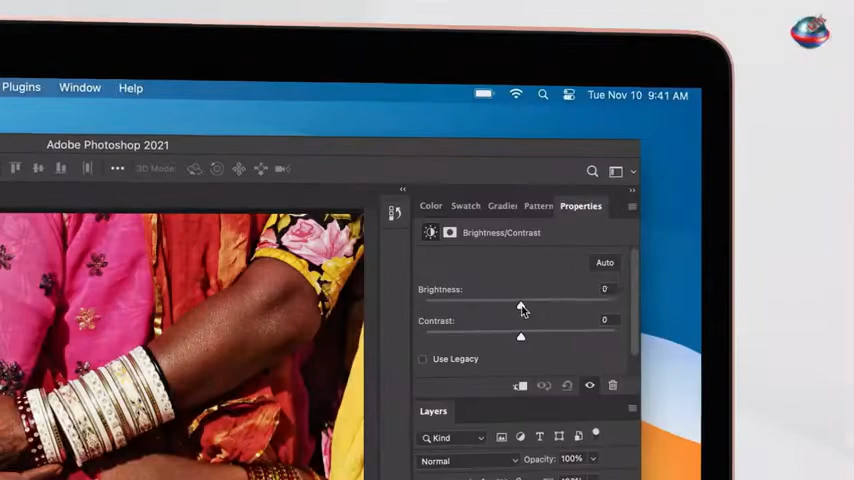 Plugins Window Help Tue Nov 10 9:41 AM
Adobe Photoshop 2021
3D Mode:
Color Swatch Gradie Pattern Properties
Brightness/Contrast
Auto
Brightness: 0
Contrast: 0
Use Legacy
Layers
Kind
Normal Opacity: 100%